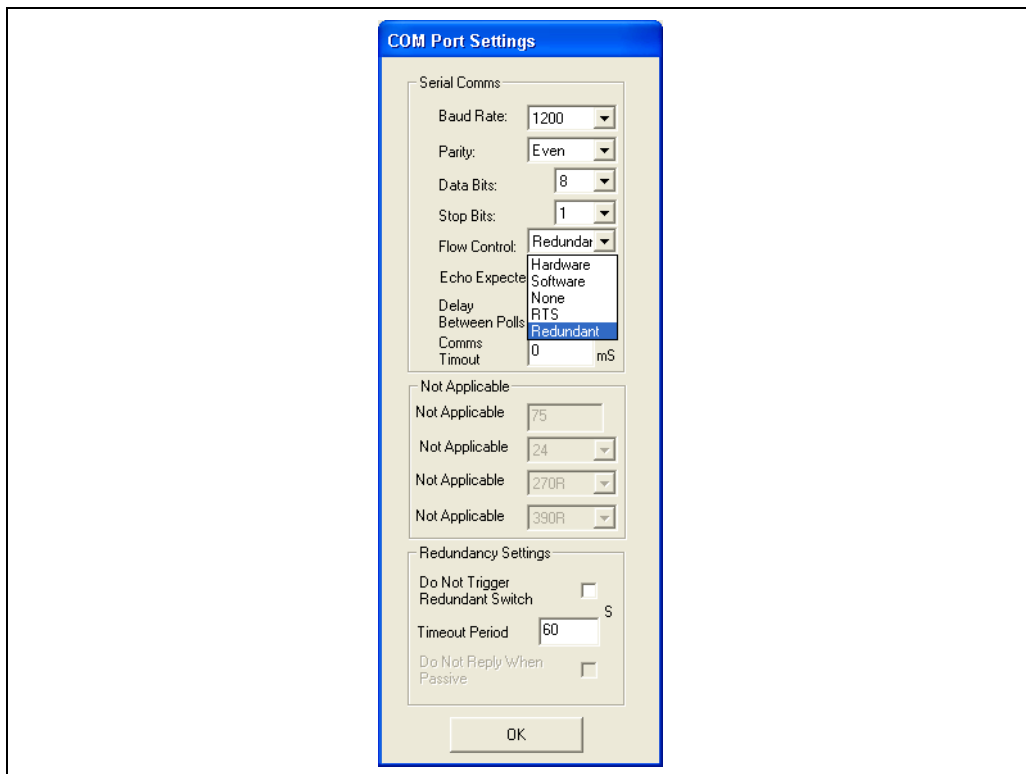 COM Port Settings
Serial Comms
Baud Rate: 1200
Parity: Even
Data Bits: 8
Stop Bits: 1
Flow Control: Redundar
Hardware
Software
None
RTS
Redundant
Echo Expecte
Delay
Between Polls
Comms
Timout 0 mS
Not Applicable
Not Applicable 75
Not Applicable 24
Not Applicable 270R
Not Applicable 390R
Redundancy Settings
Do Not Trigger
Redundant Switch
S
Timeout Period 60
Do Not Reply When
Passive
OK